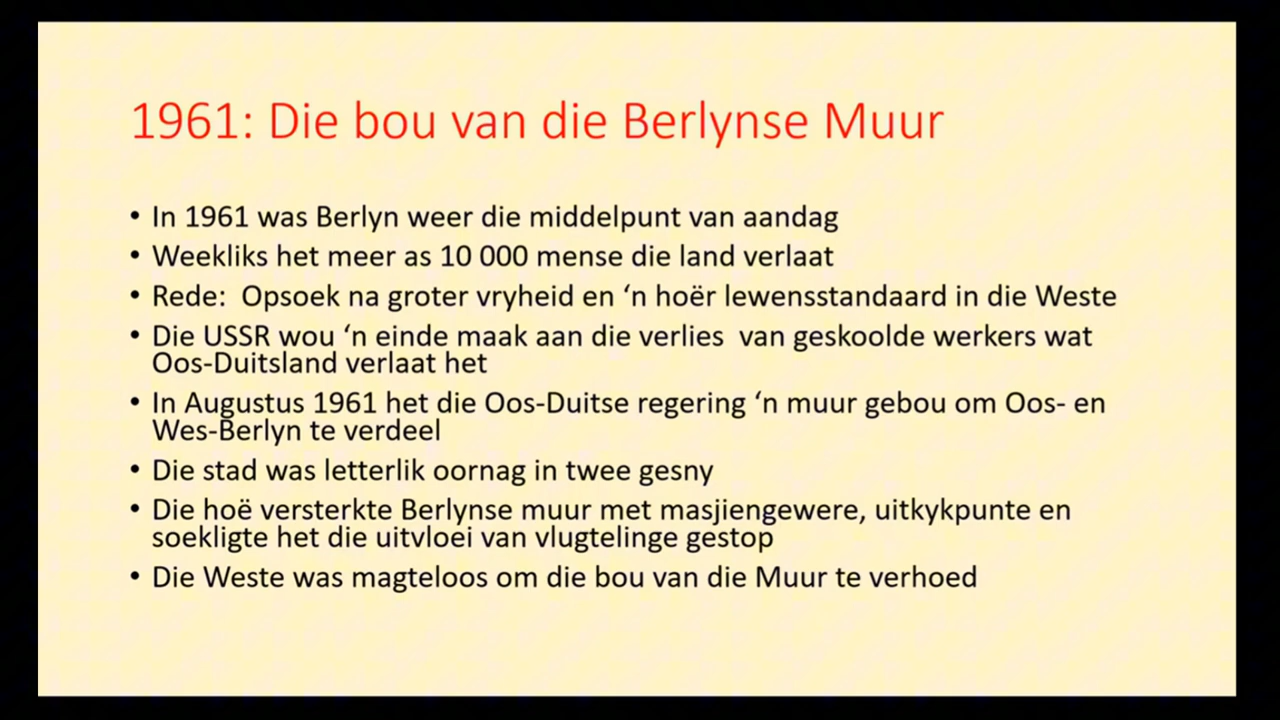 1961: Die bou van die Berlynse Muur
• In 1961 was Berlyn weer die middelpunt van aandag
• Weekliks het meer as 10 000 mense die land verlaat
• Rede:  Opsoek na groter vryheid en ‘n hoër lewensstandaard in die Weste
• Die USSR wou ‘n einde maak aan die verlies  van geskoolde werkers wat
Oos-Duitsland verlaat het
• In Augustus 1961 het die Oos-Duitse regering ‘n muur gebou om Oos- en
Wes-Berlyn te verdeel
• Die stad was letterlik oornag in twee gesny
• Die hoë versterkte Berlynse muur met masjiengewere, uitkykpunte en
soekligte het die uitvloei van vlugtelinge gestop
• Die Weste was magteloos om die bou van die Muur te verhoed